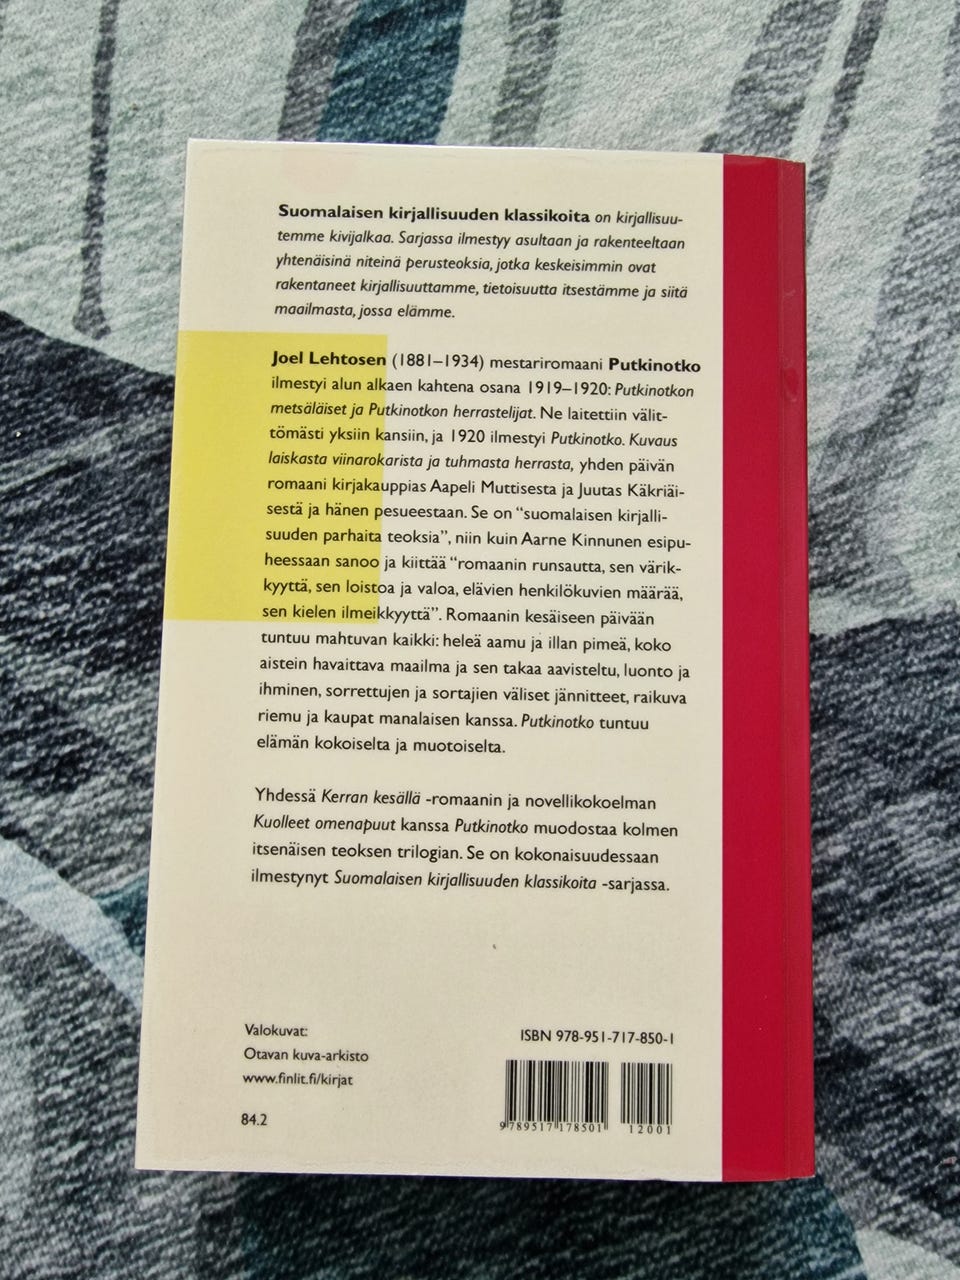 Suomalaisen kirjallisuuden klassikoita on kirjallisuu-
temme kivijalkaa. Sarjassa ilmestyy asultaan ja rakenteeltaan
yhtenäisinä niteinä perusteoksia, jotka keskeisimmin ovat
rakentaneet kirjallisuuttamme, tietoisuutta itsestämme ja siitä
maailmasta, jossa elämme.
Joel Lehtosen (1881–1934) mestariromaani Putkinotko
ilmestyi alun alkaen kahtena osana 1919–1920: Putkinotkon
metsäläiset ja Putkinotkon herrastelijat. Ne laitettiin välit-
tömästi yksiin kansiin, ja 1920 ilmestyi Putkinotko. Kuvaus
laiskasta viinarokarista ja tuhmasta herrasta, yhden päivän
romaani kirjakauppias Aapeli Muttisesta ja Juutas Käkriäi-
sestä ja hänen pesueestaan. Se on “suomalaisen kirjalli-
suuden parhaita teoksia”, niin kuin Aarne Kinnunen esipu-
heessaan sanoo ja kiittää “romaanin runsautta, sen värik-
kyyttä, sen loistoa ja valoa, elävien henkilökuvien määrää,
sen kielen ilmeikkyyttä”. Romaanin kesäiseen päivään
tuntuu mahtuvan kaikki: heleä aamu ja illan pimeä, koko
aistein havaittava maailma ja sen takaa aavisteltu, luonto ja
ihminen, sorrettujen ja sortajien väliset jännitteet, raikuva
riemu ja kaupat manalaisen kanssa. Putkinotko tuntuu
elämän kokoiselta ja muotoiselta.
Yhdessä Kerran kesällä -romaanin ja novellikokoelman
Kuolleet omenapuut kanssa Putkinotko muodostaa kolmen
itsenäisen teoksen trilogian. Se on kokonaisuudessaan
ilmestynyt Suomalaisen kirjallisuuden klassikoita -sarjassa.
Valokuvat:
Otavan kuva-arkisto
www.finlit.fi/kirjat
84.2
ISBN 978-951-717-850-1
9 789517 178501
12001